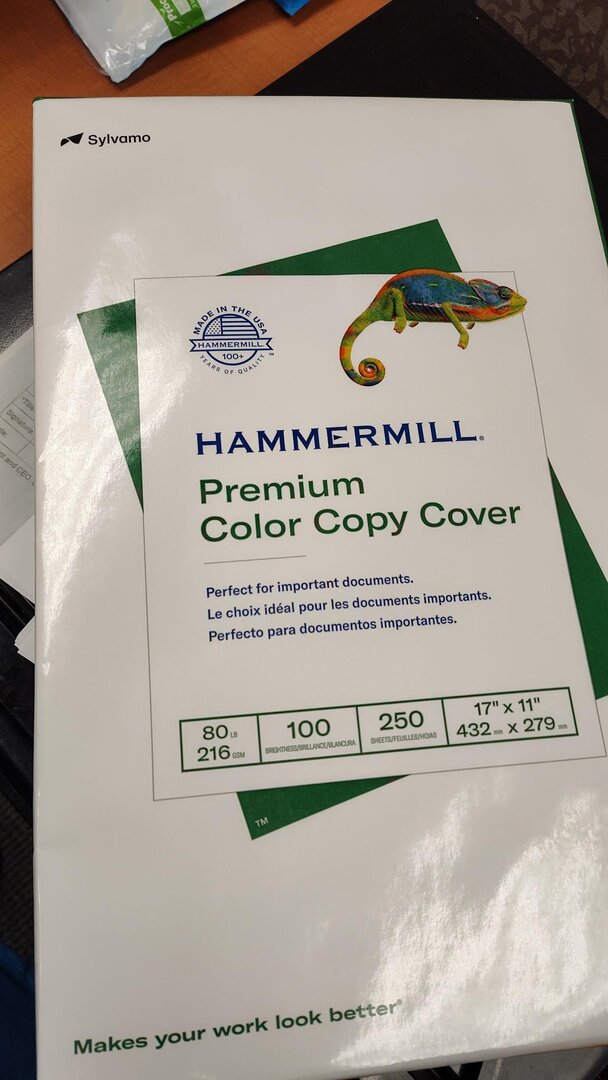 Sylvamo
MADE IN THE USA
HAMMERMILL
100+
YEARS OF QUALITY
TM
HAMMERMILL®
Premium
Color Copy Cover
Perfect for important documents.
Le choix idéal pour les documents importants.
Perfecto para documentos importantes.
80 LB
216 GSM
100
BRIGHTNESS/BRILLANCE/BLANCURA
250
SHEETS/FEUILLES/HOJAS
17" x 11"
432 mm x 279 mm
TM
Makes your work look better®
Signature